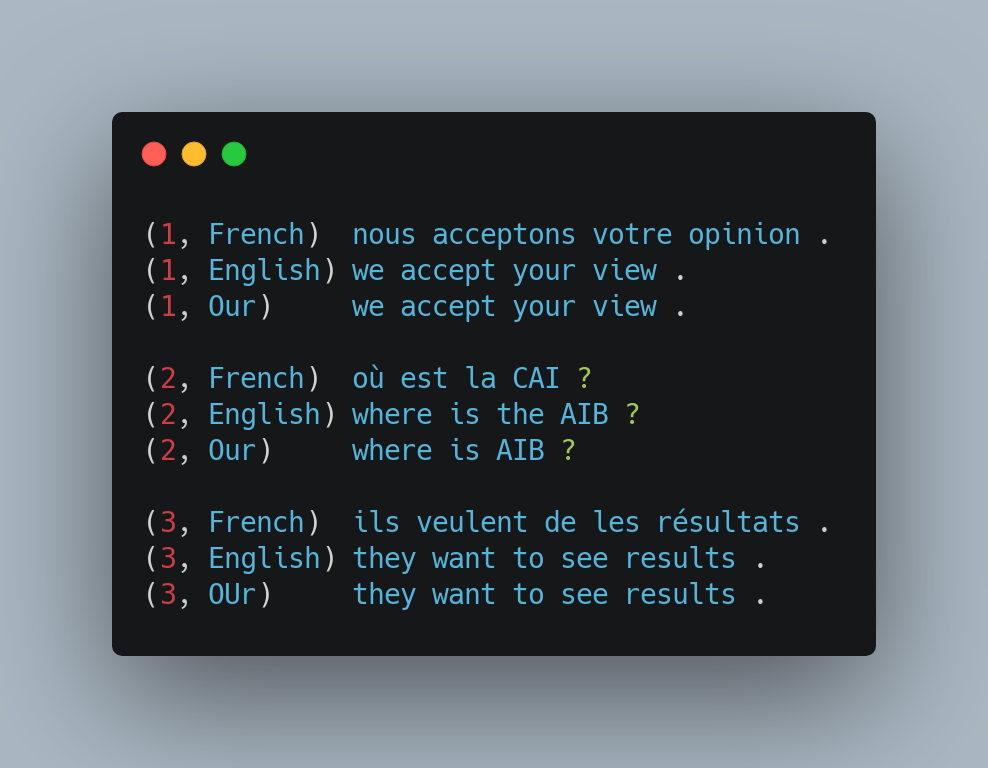 (1, French)  nous acceptons votre opinion .
(1, English) we accept your view .
(1, Our)     we accept your view .
(2, French)  où est la CAI ?
(2, English) where is the AIB ?
(2, Our)     where is AIB ?
(3, French)  ils veulent de les résultats .
(3, English) they want to see results .
(3, OUr)     they want to see results .